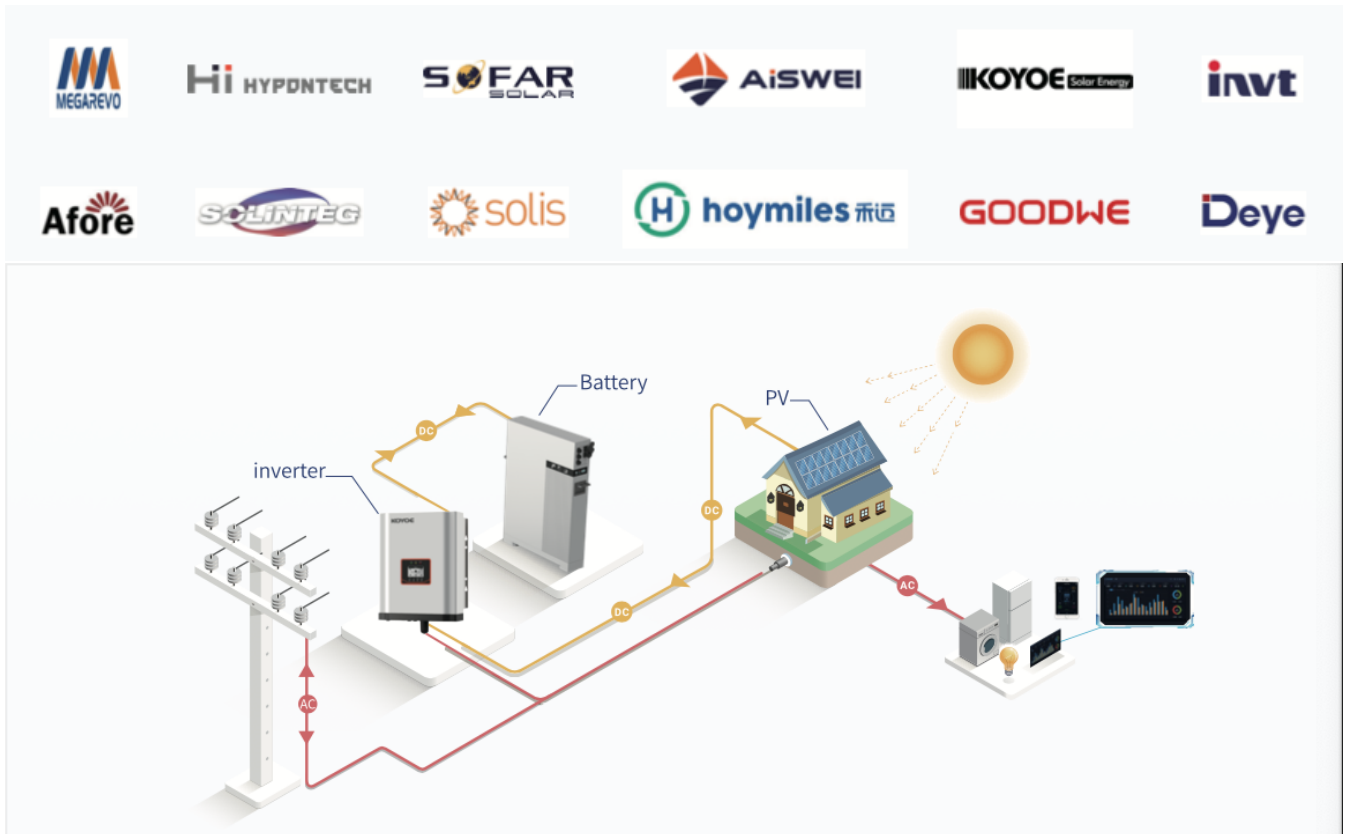 MEGAREVO
Hi HYPONTECH
SOFAR
SOLAR
AiSWEI
KOYOE Solar Energy
invt
Afore
SOLiNTEG
solis
H hoymiles 禾迈
GOODWE
Deye
Battery
PV
DC
inverter
KOYOE
DC
DC
AC
AC